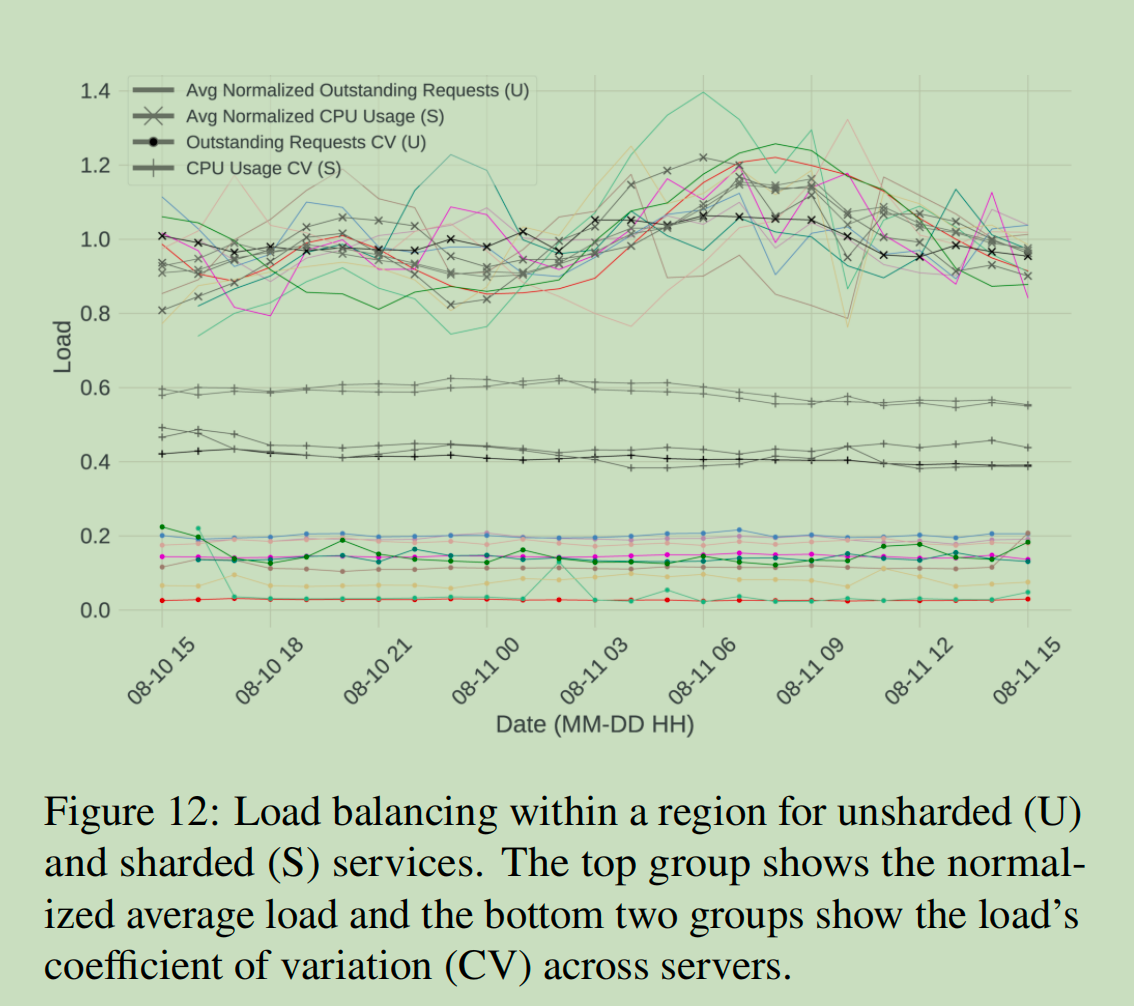 1.4
1.2
1.0
0.8
0.6
0.4
0.2
0.0
Load
Avg Normalized Outstanding Requests (U)
Avg Normalized CPU Usage (S)
Outstanding Requests CV (U)
CPU Usage CV (S)
08-10 15
08-10 18
08-10 21
08-11 00
08-11 03
08-11 06
08-11 09
08-11 12
08-11 15
Date (MM-DD HH)
Figure 12: Load balancing within a region for unsharded (U)
and sharded (S) services. The top group shows the normal-
ized average load and the bottom two groups show the load's
coefficient of variation (CV) across servers.